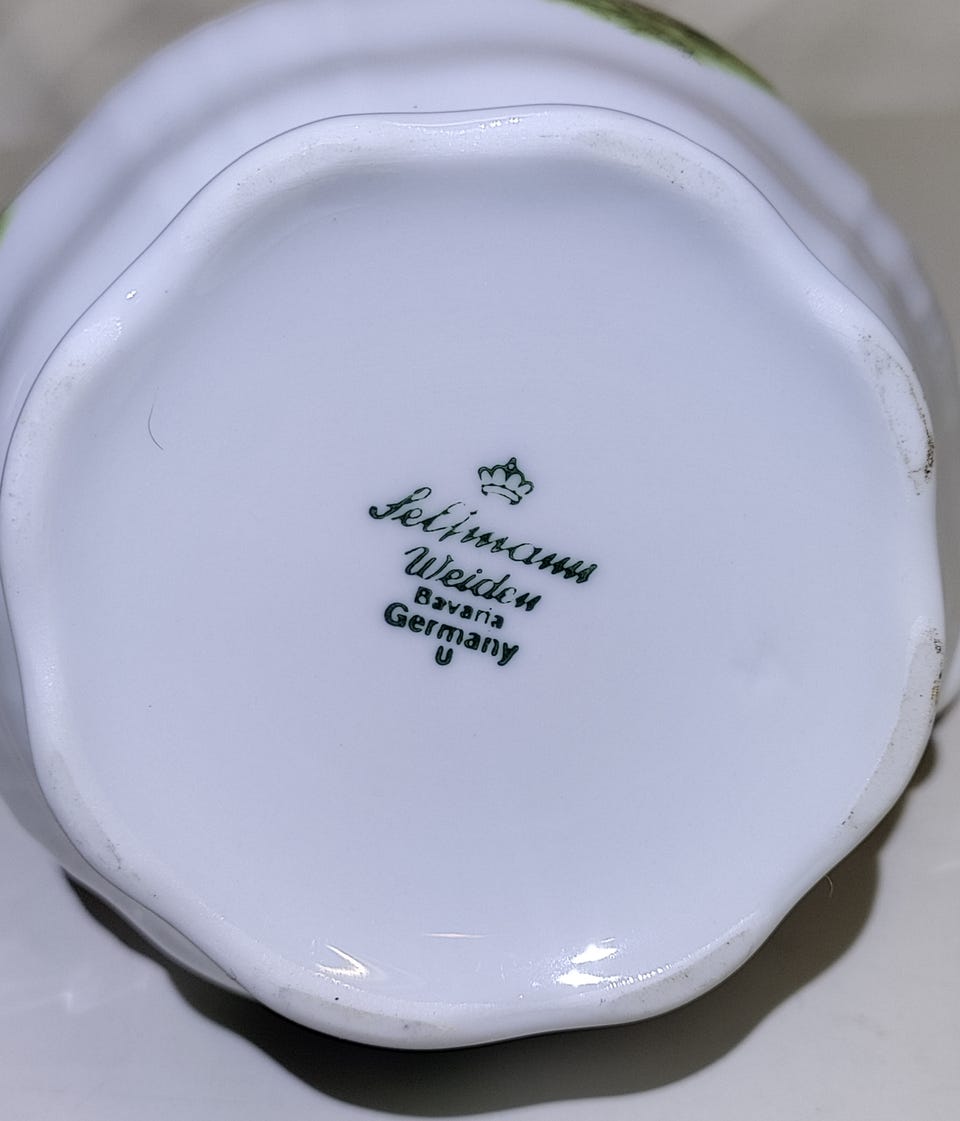 Seltmann
Weiden
Bavaria
Germany
U